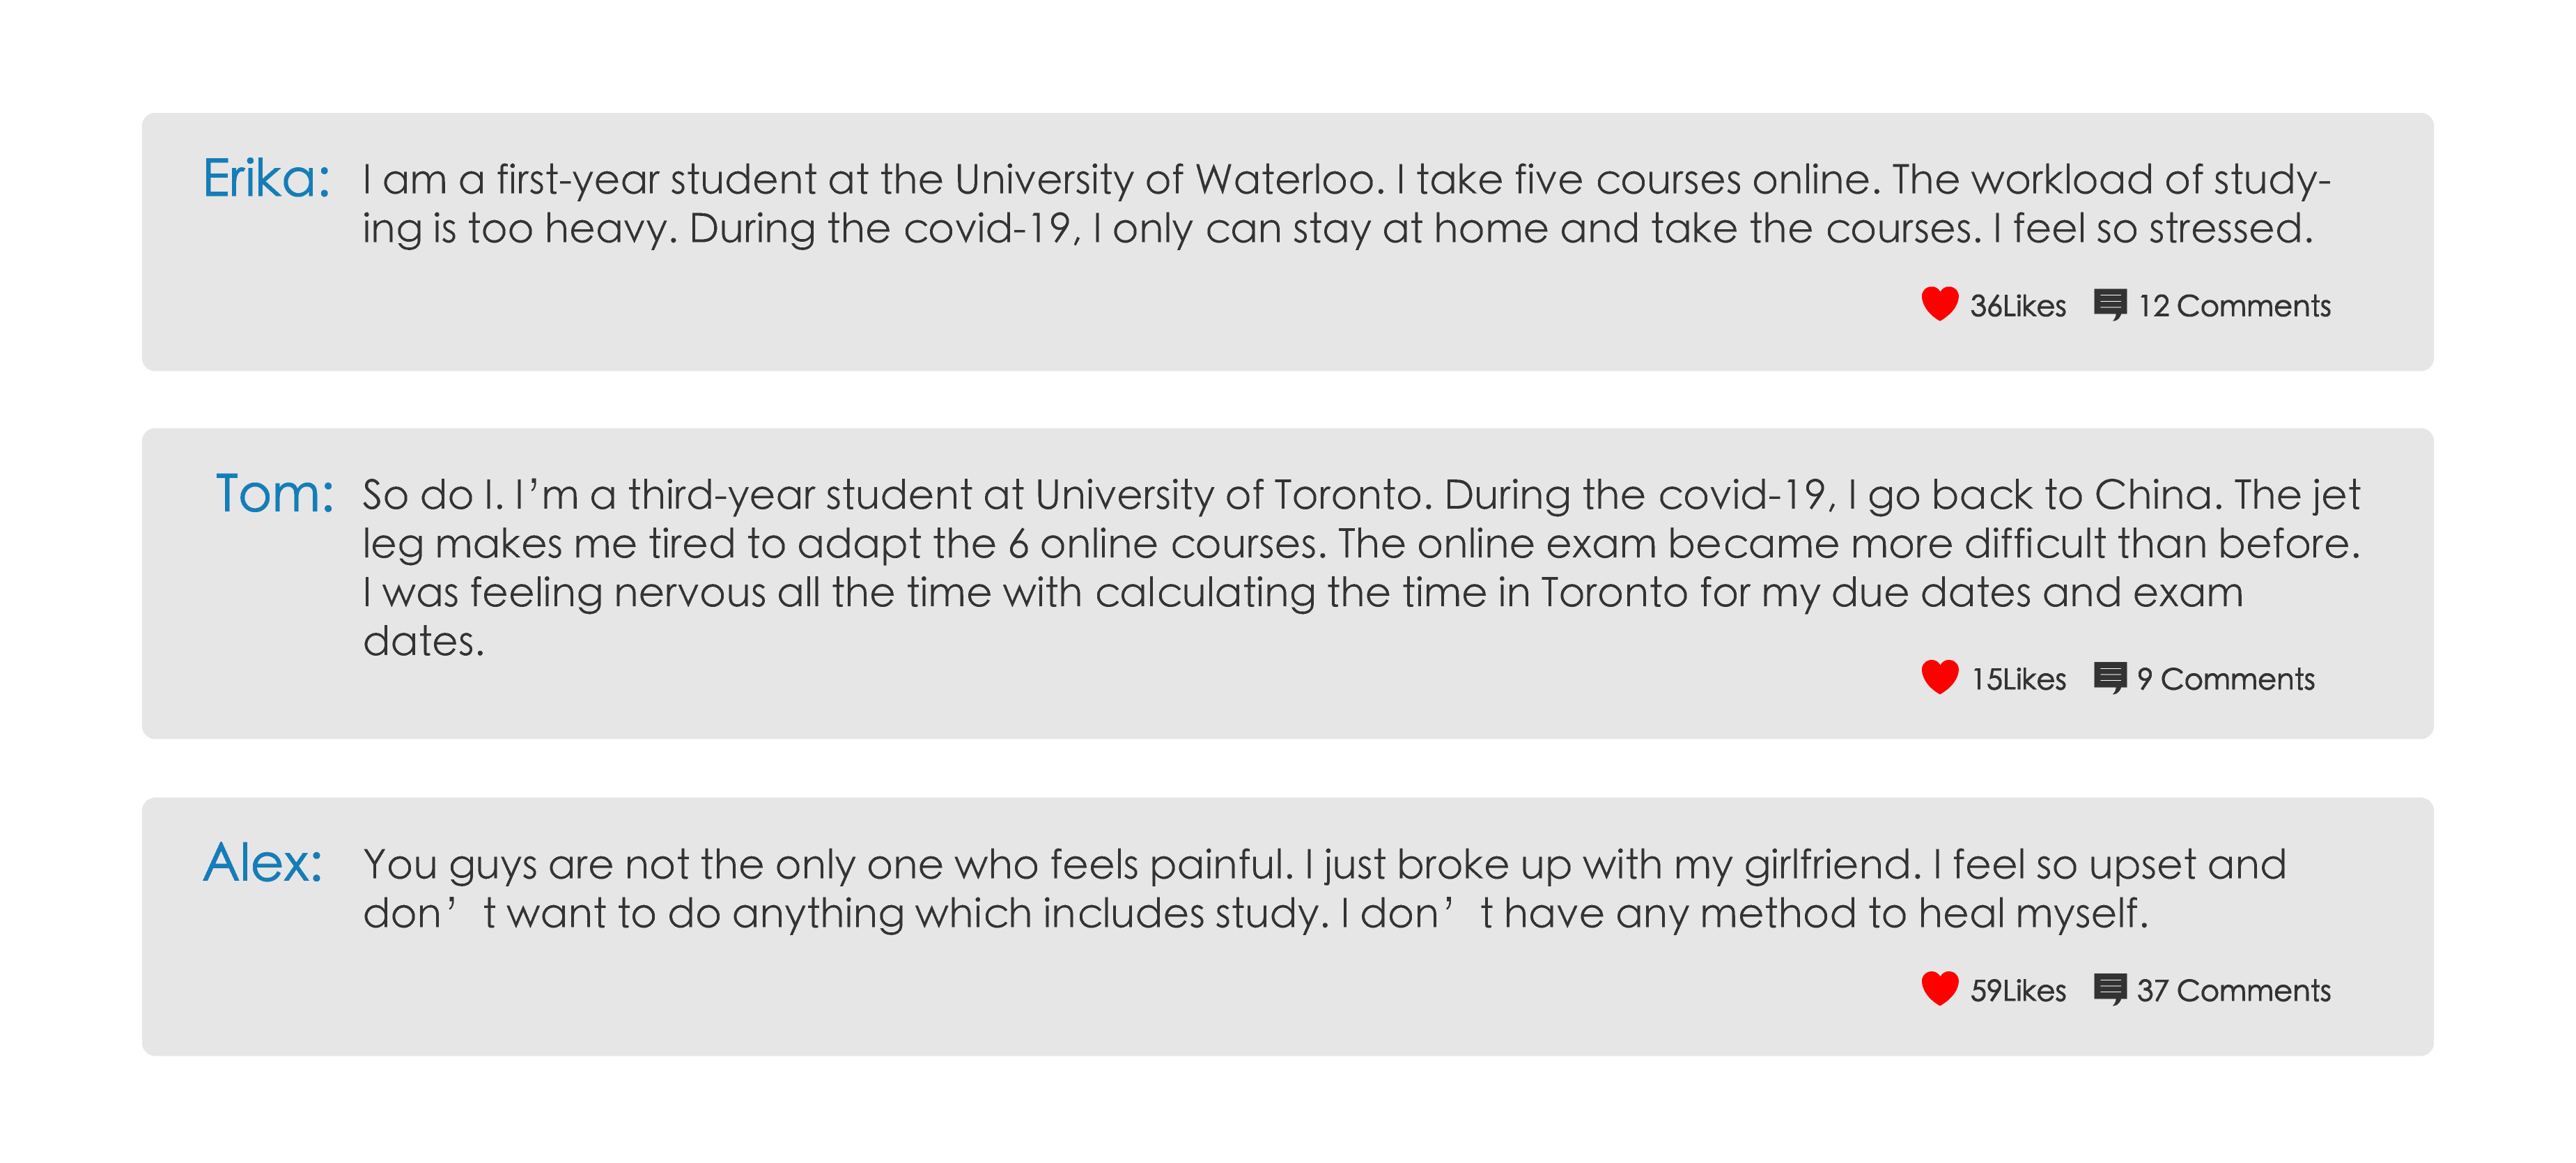 Erika: I am a first-year student at the University of Waterloo. I take five courses online. The workload of study-
ing is too heavy. During the covid-19, I only can stay at home and take the courses. I feel so stressed.
36Likes 12 Comments
Tom: So do I. I’m a third-year student at University of Toronto. During the covid-19, I go back to China. The jet
leg makes me tired to adapt the 6 online courses. The online exam became more difficult than before.
I was feeling nervous all the time with calculating the time in Toronto for my due dates and exam
dates.
15Likes 9 Comments
Alex: You guys are not the only one who feels painful. I just broke up with my girlfriend. I feel so upset and
don’t want to do anything which includes study. I don’t have any method to heal myself.
59Likes 37 Comments